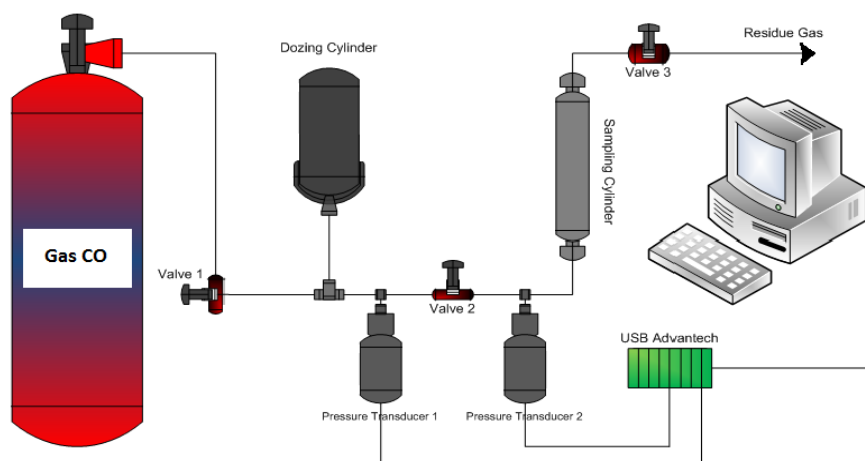 Dozing Cylinder
Residue Gas
Valve 3
Sampling Cylinder
Gas CO
Valve 1
Valve 2
USB Advantech
Pressure Transducer 1
Pressure Transducer 2